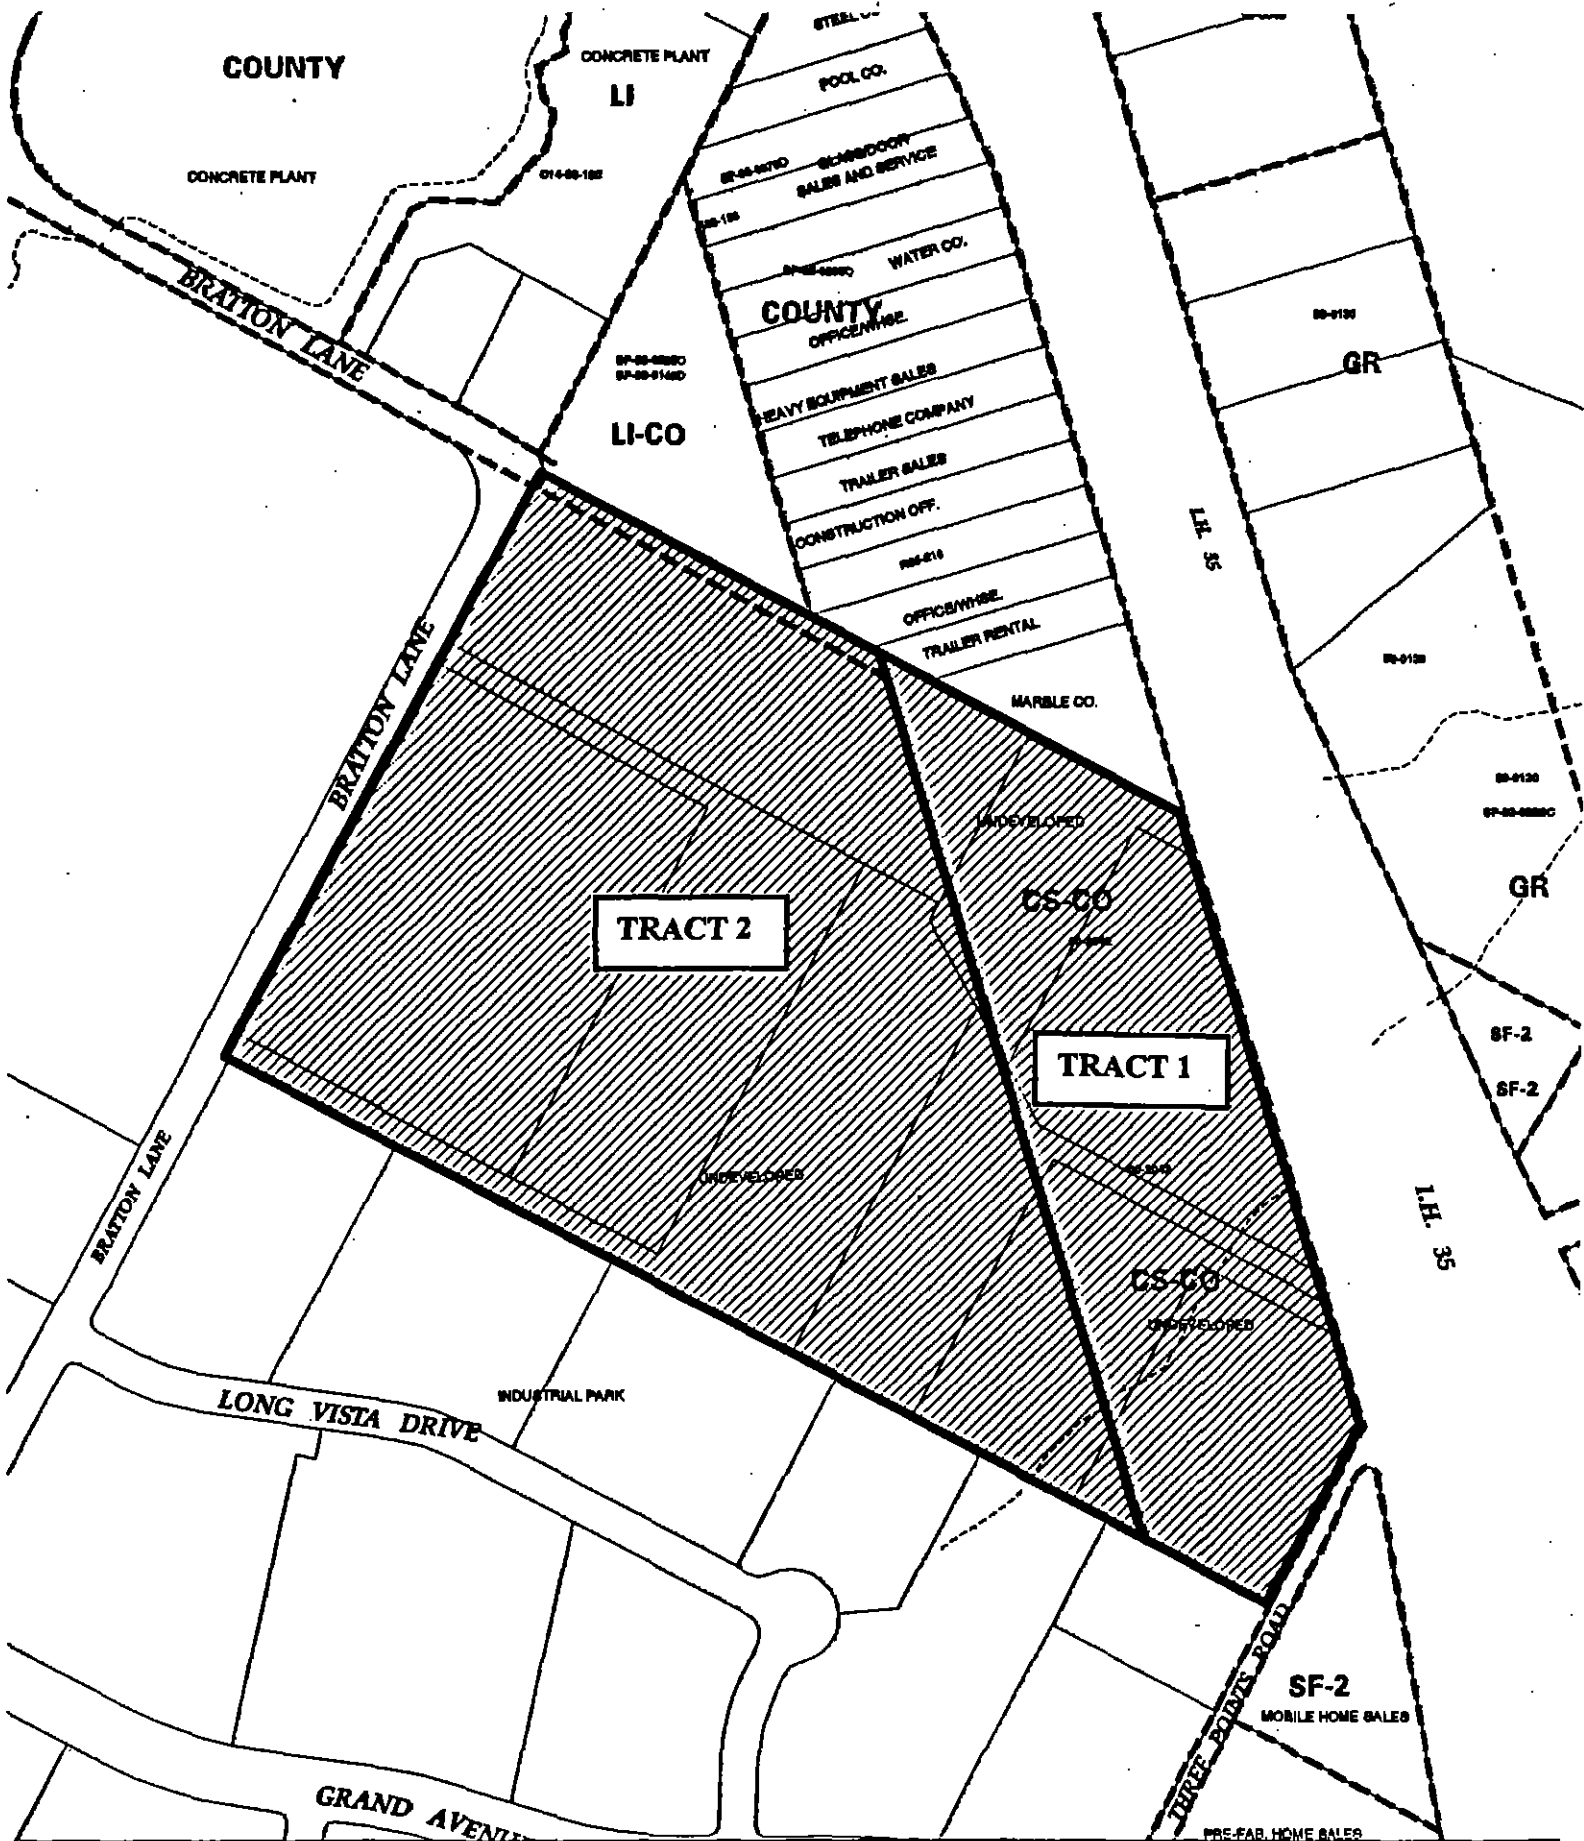 COUNTY
CONCRETE PLANT
LI
CONCRETE PLANT
STEEL
POOL CO.
GLASS/DOOR
SALES AND SERVICE
WATER CO.
COUNTY
OFFICE/WHSE.
HEAVY EQUIPMENT SALES
TELEPHONE COMPANY
TRAILER SALES
CONSTRUCTION OFF.
OFFICE/WHSE.
TRAILER RENTAL
MARBLE CO.
BRATTON LANE
LI-CO
GR
I.H. 35
BRATTON LANE
UNDEVELOPED
CS-CO
TRACT 2
TRACT 1
GR
SF-2
SF-2
BRATTON LANE
UNDEVELOPED
I.H. 35
CS-CO
UNDEVELOPED
LONG VISTA DRIVE
INDUSTRIAL PARK
THREE POINTS ROAD
SF-2
MOBILE HOME SALES
GRAND AVENU
PRE-FAB. HOME SALES